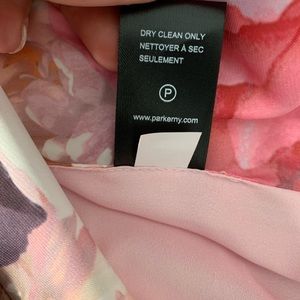 DRY CLEAN ONLY
NETTOYER À SEC
SEULEMENT
P
www.parkerny.com